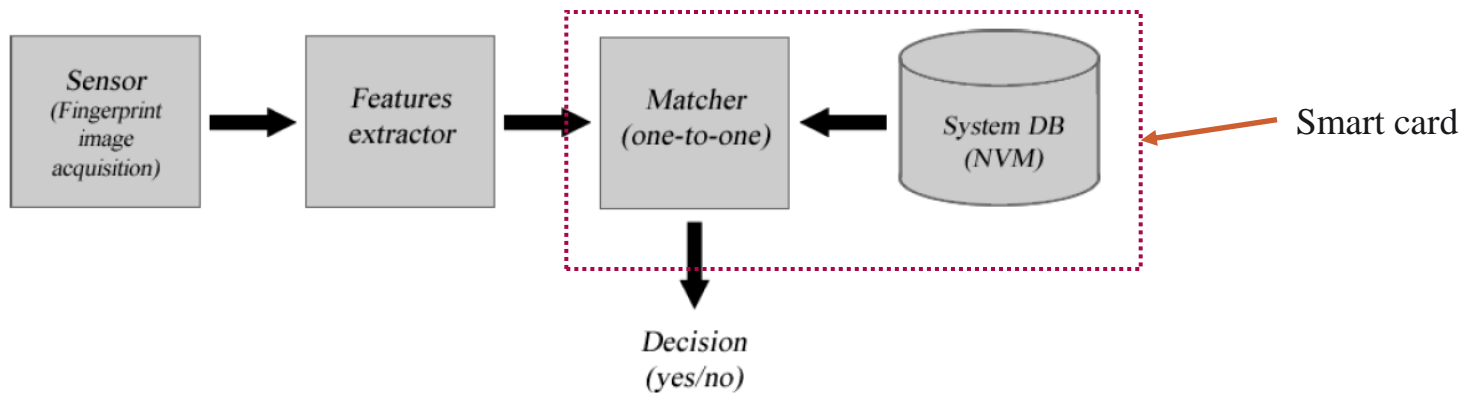 Sensor
(Fingerprint
image
acquisition)
Features
extractor
Matcher
(one-to-one)
System DB
(NVM)
Smart card
Decision
(yes/no)